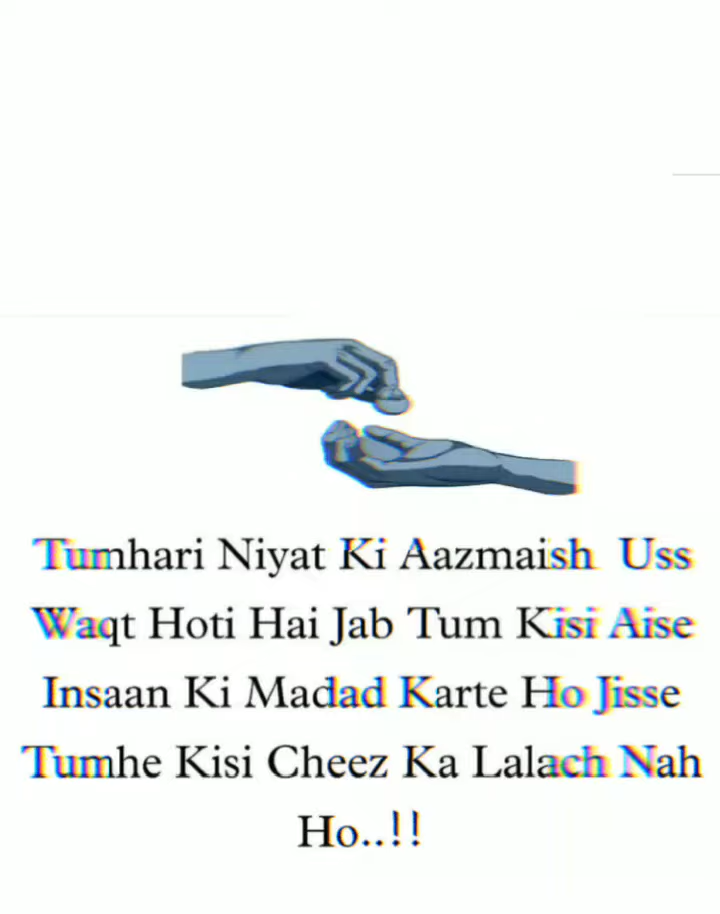 Tumhari Niyat Ki Aazmaish Uss
Waqt Hoti Hai Jab Tum Kisi Aise
Insaan Ki Madad Karte Ho Jisse
Tumhe Kisi Cheez Ka Lalach Nah
Ho..!!